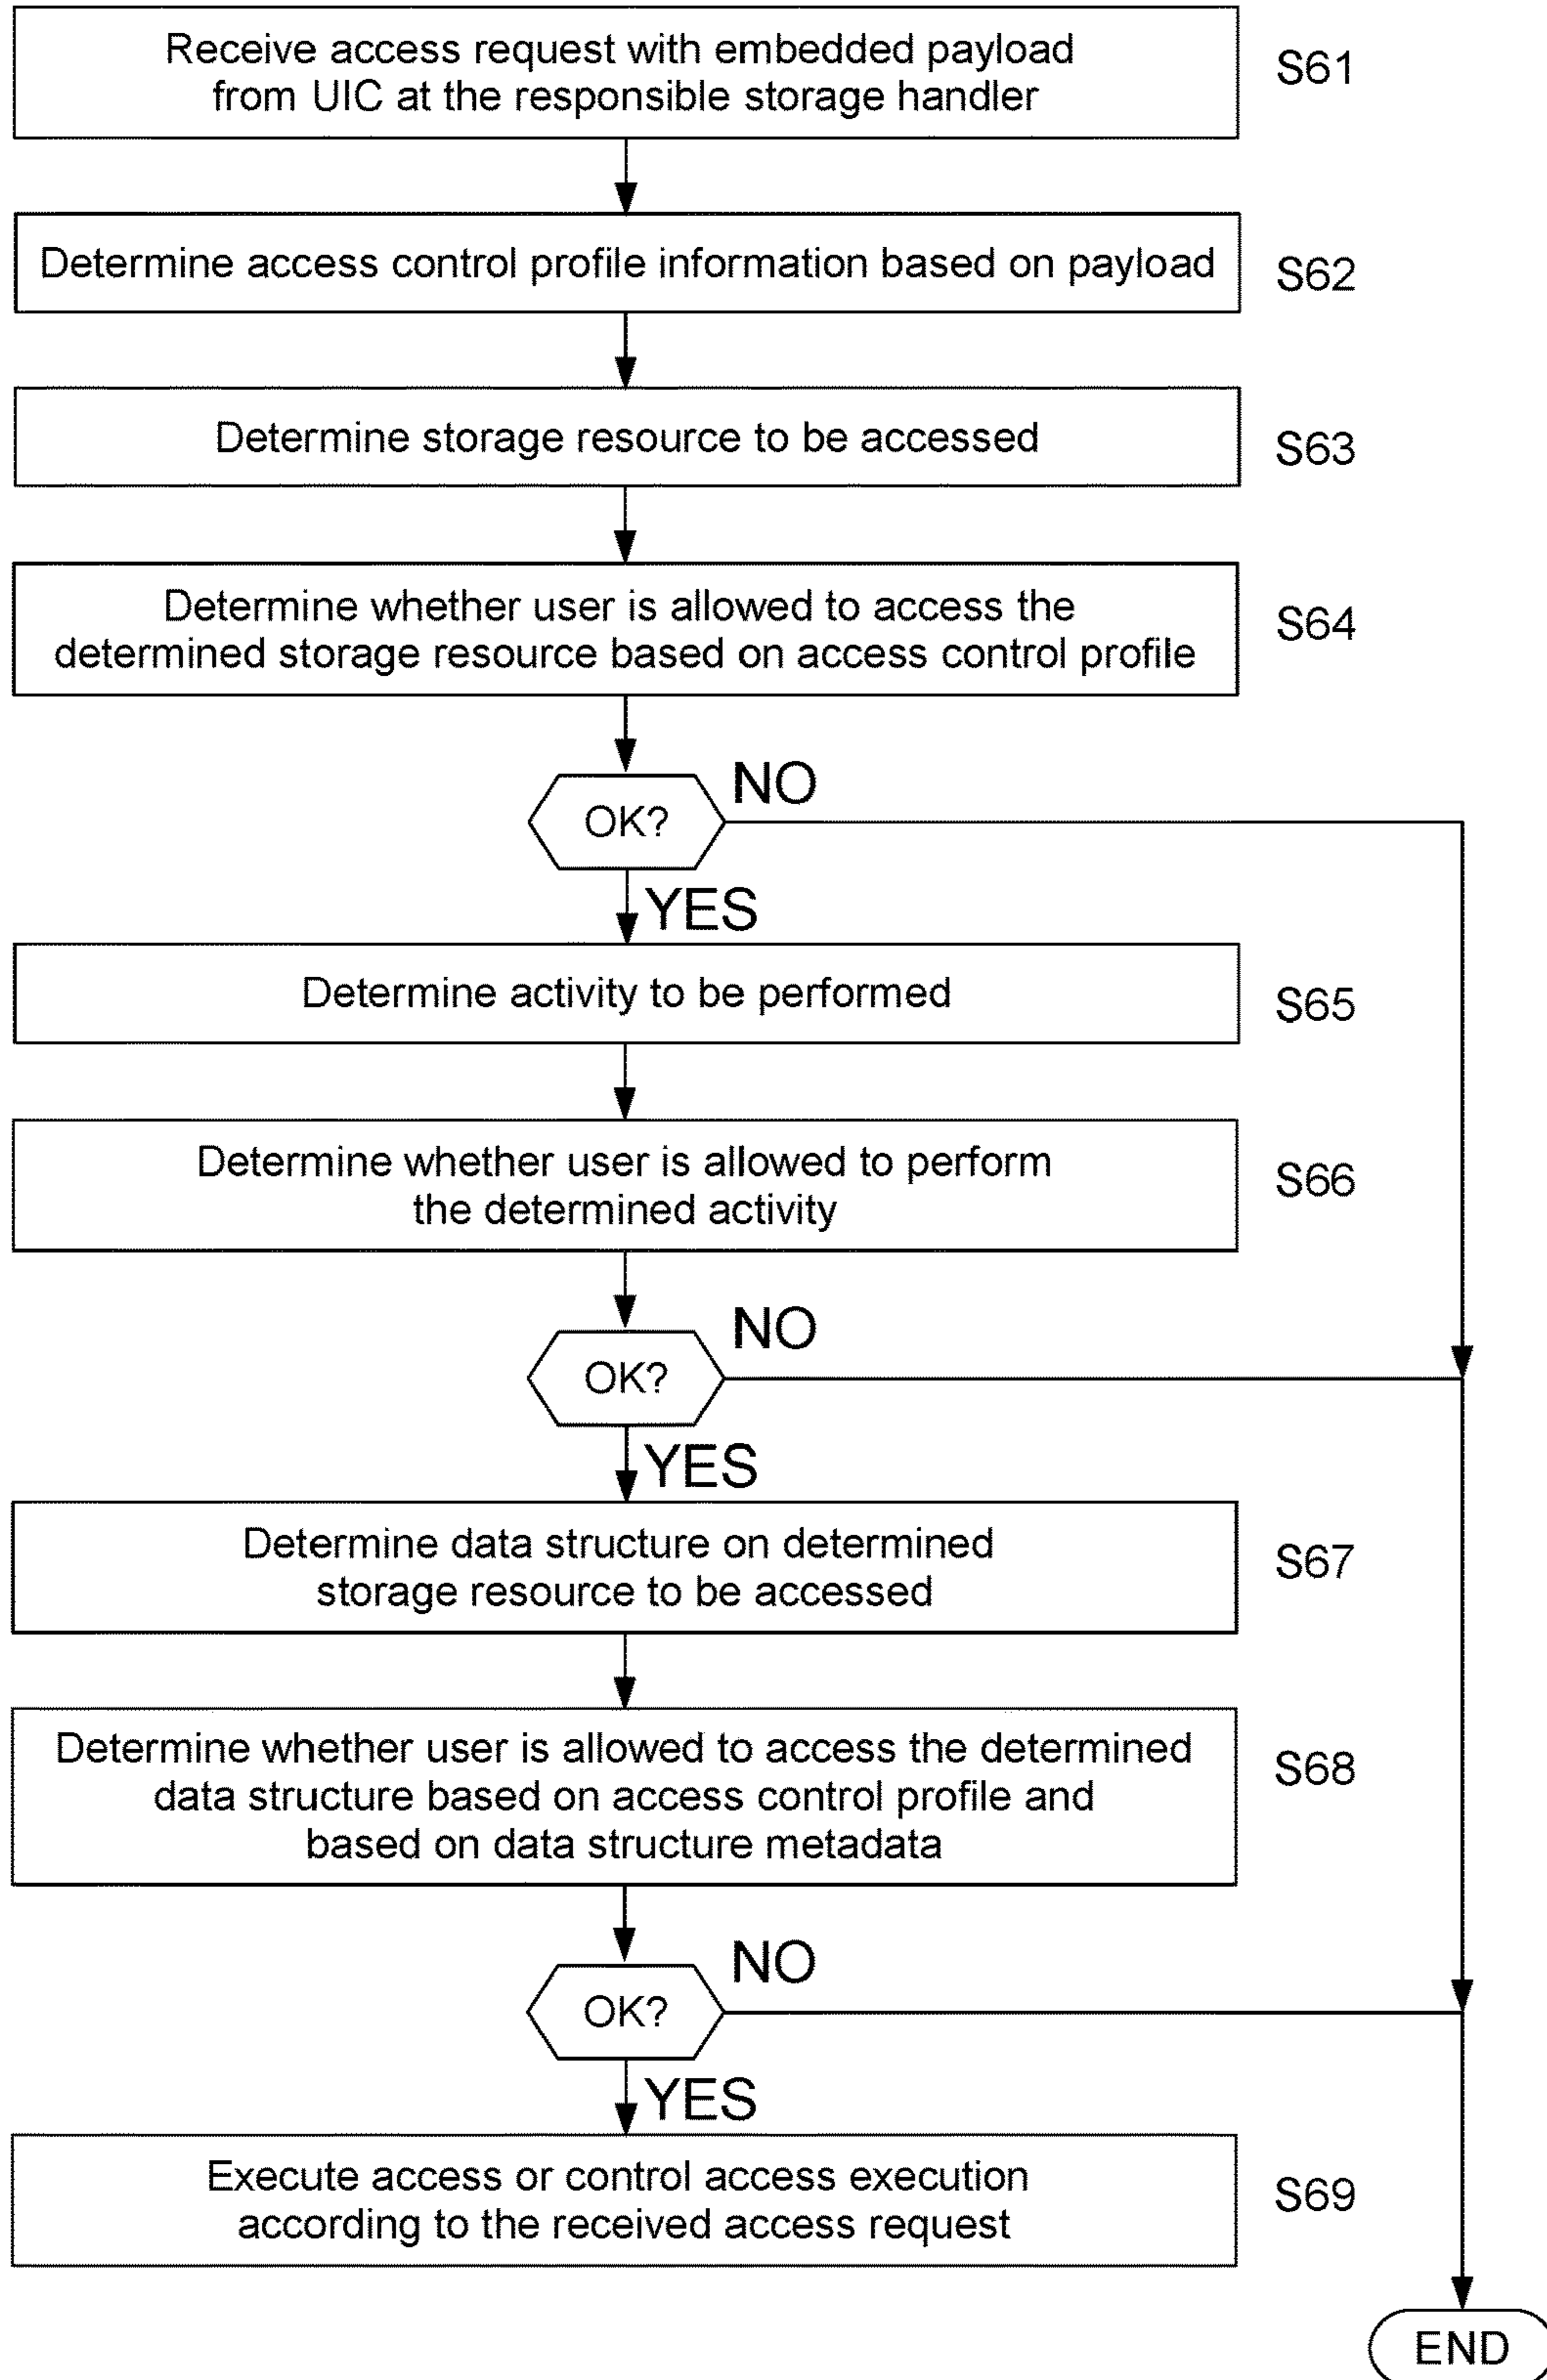 Receive access request with embedded payload
from UIC at the responsible storage handler
S61
Determine access control profile information based on payload
S62
Determine storage resource to be accessed
S63
Determine whether user is allowed to access the
determined storage resource based on access control profile
S64
OK?
NO
YES
Determine activity to be performed
S65
Determine whether user is allowed to perform
the determined activity
S66
OK?
NO
YES
Determine data structure on determined
storage resource to be accessed
S67
Determine whether user is allowed to access the determined
data structure based on access control profile and
based on data structure metadata
S68
OK?
NO
YES
Execute access or control access execution
according to the received access request
S69
END